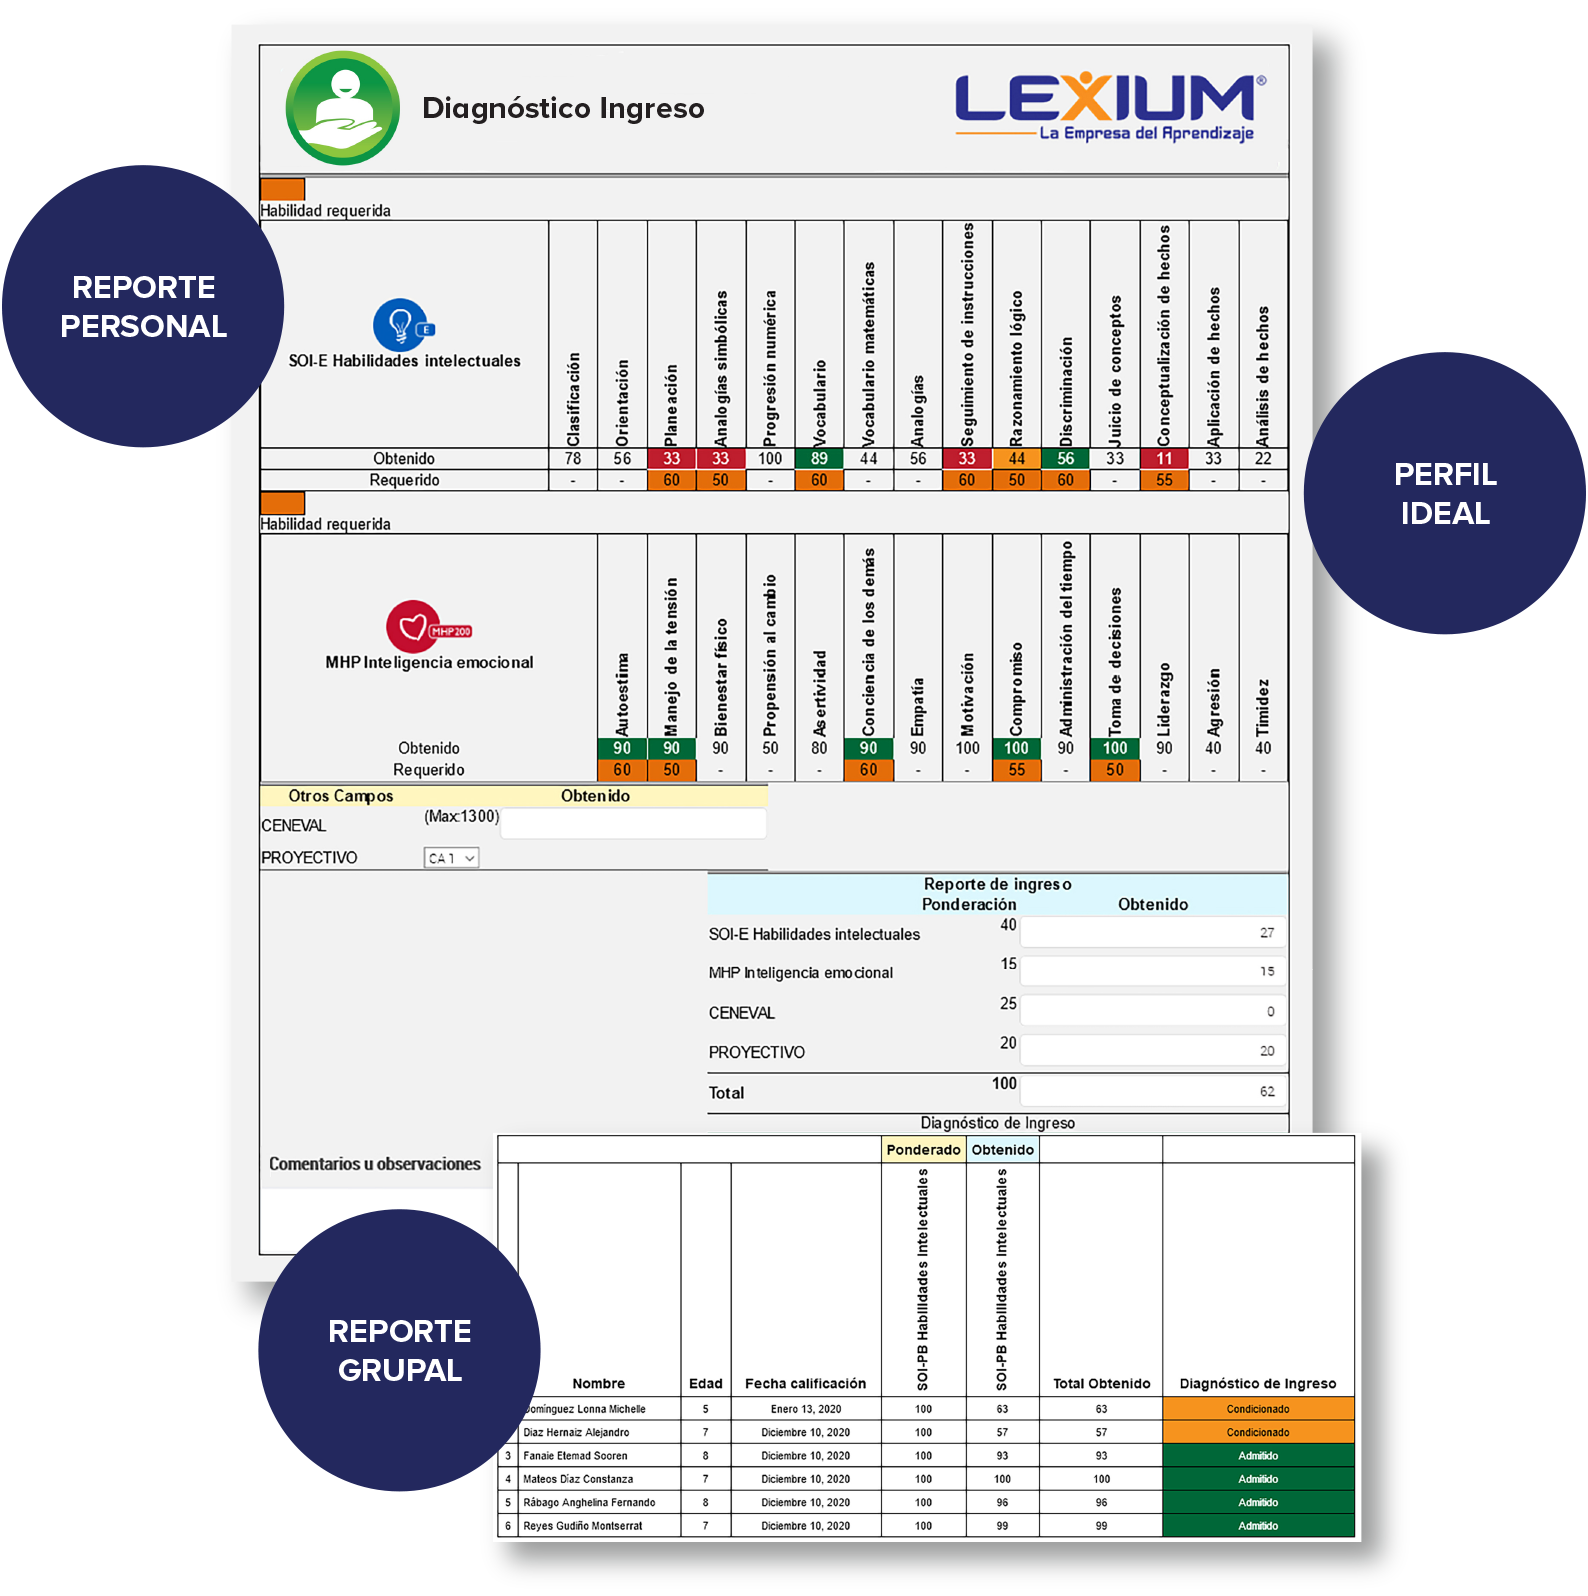 Diagnóstico Ingreso
LEXIUM®
La Empresa del Aprendizaje
REPORTE
PERSONAL
PERFIL
IDEAL
Habilidad requerida
E
SOI-E Habilidades intelectuales
Clasificación
Orientación
Planeación
Analogías simbólicas
Progresión numérica
Vocabulario
Vocabulario matemáticas
Analogías
Seguimiento de instrucciones
Razonamiento lógico
Discriminación
Juicio de conceptos
Conceptualización de hechos
Aplicación de hechos
Análisis de hechos
Obtenido 78 56 33 33 100 89 44 56 33 44 56 33 11 33 22
Requerido - - 60 50 - 60 - - 60 50 60 - 55 - -
Habilidad requerida
MHP200
MHP Inteligencia emocional
Autoestima
Manejo de la tensión
Bienestar físico
Propensión al cambio
Asertividad
Conciencia de los demás
Empatía
Motivación
Compromiso
Administración del tiempo
Toma de decisiones
Liderazgo
Agresión
Timidez
Obtenido 90 90 90 50 80 90 90 100 100 90 100 90 40 40
Requerido 60 50 - - - 60 - - 55 - 50 - - -
Otros Campos Obtenido
CENEVAL (Max:1300)
PROYECTIVO CA 1
Reporte de ingreso
Ponderación Obtenido
SOI-E Habilidades intelectuales 40 27
MHP Inteligencia emocional 15 15
CENEVAL 25 0
PROYECTIVO 20 20
Total 100 62
Diagnóstico de Ingreso
Comentarios u observaciones
REPORTE
GRUPAL
Ponderado Obtenido
SOI-PB Habilidades intelectuales
SOI-PB Habilidades intelectuales
Nombre Edad Fecha calificación Total Obtenido Diagnóstico de Ingreso
Domínguez Lonna Michelle 5 Enero 13, 2020 100 63 63 Condicionado
Diaz Hernaiz Alejandro 7 Diciembre 10, 2020 100 57 57 Condicionado
3 Fanaie Etemad Sooren 8 Diciembre 10, 2020 100 93 93 Admitido
4 Mateos Díaz Constanza 7 Diciembre 10, 2020 100 100 100 Admitido
5 Rábago Anghelina Fernando 8 Diciembre 10, 2020 100 96 96 Admitido
6 Reyes Gudiño Montserrat 7 Diciembre 10, 2020 100 99 99 Admitido